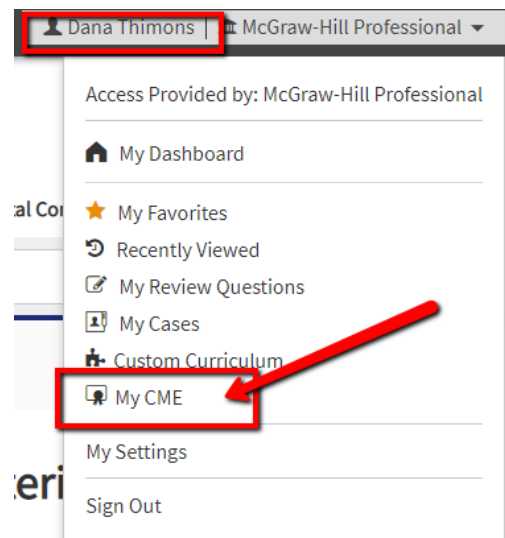 Dana Thimons | McGraw-Hill Professional
Access Provided by: McGraw-Hill Professional
My Dashboard
My Favorites
Recently Viewed
My Review Questions
My Cases
Custom Curriculum
My CME
My Settings
Sign Out